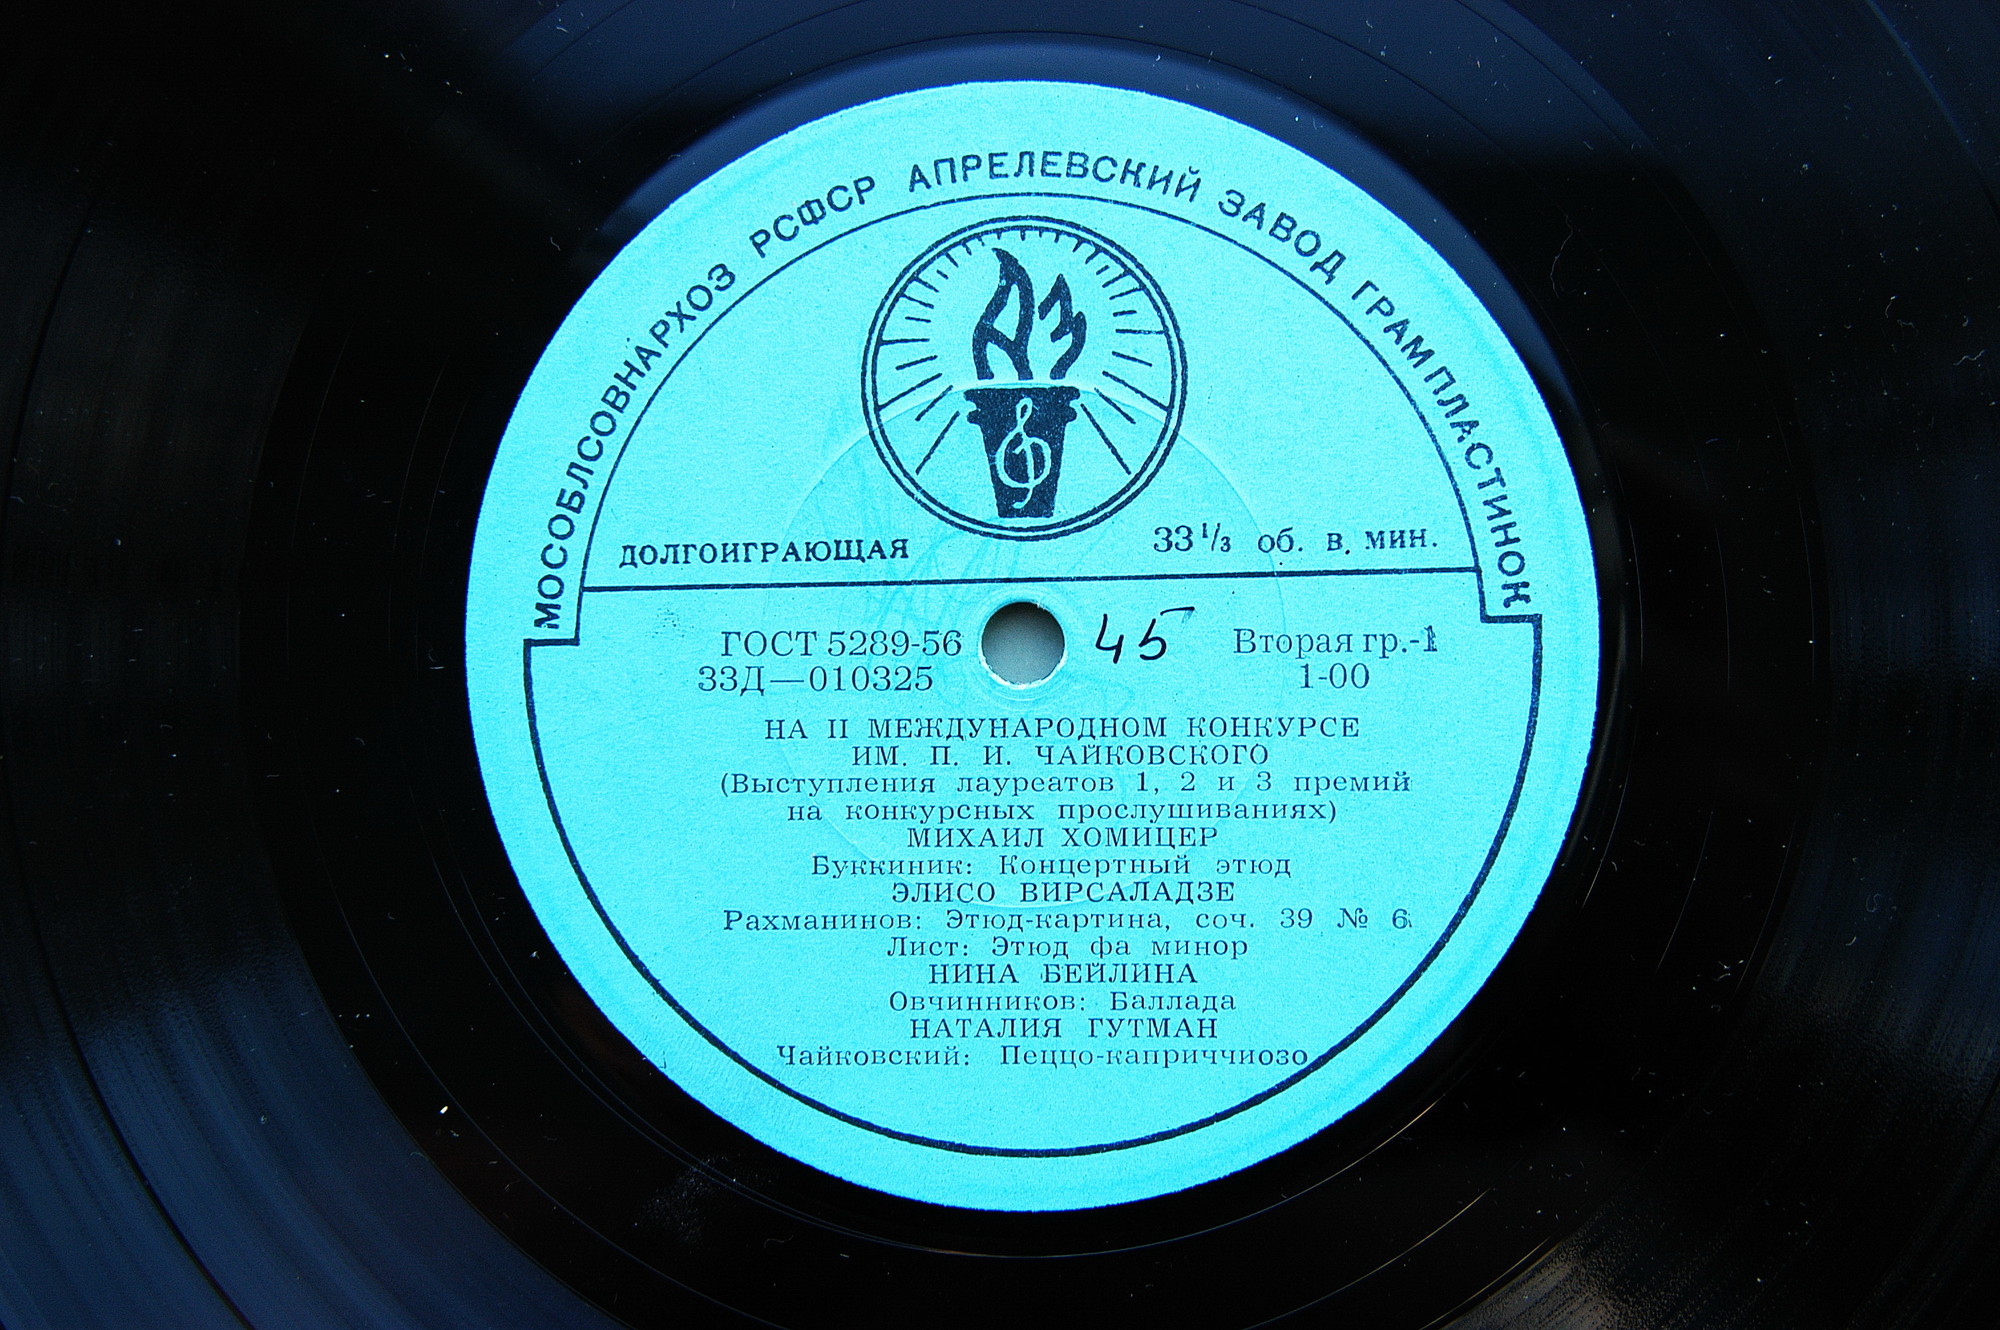 МОСОБЛСОВНАРХОЗ РСФСР АПРЕЛЕВСКИЙ ЗАВОД ГРАМПЛАСТИНОК
АЗ
ДОЛГОИГРАЮЩАЯ 33 1/3 об. в. мин.
ГОСТ 5289-56 45 Вторая гр.-1
33Д—010325 1-00
НА II МЕЖДУНАРОДНОМ КОНКУРСЕ
ИМ. П. И. ЧАЙКОВСКОГО
(Выступления лауреатов 1, 2 и 3 премий
на конкурсных прослушиваниях)
МИХАИЛ ХОМИЦЕР
Буккиник: Концертный этюд
ЭЛИСО ВИРСАЛАДЗЕ
Рахманинов: Этюд-картина, соч. 39 № 6
Лист: Этюд фа минор
НИНА БЕЙЛИНА
Овчинников: Баллада
НАТАЛИЯ ГУТМАН
Чайковский: Пеццо-каприччиозо